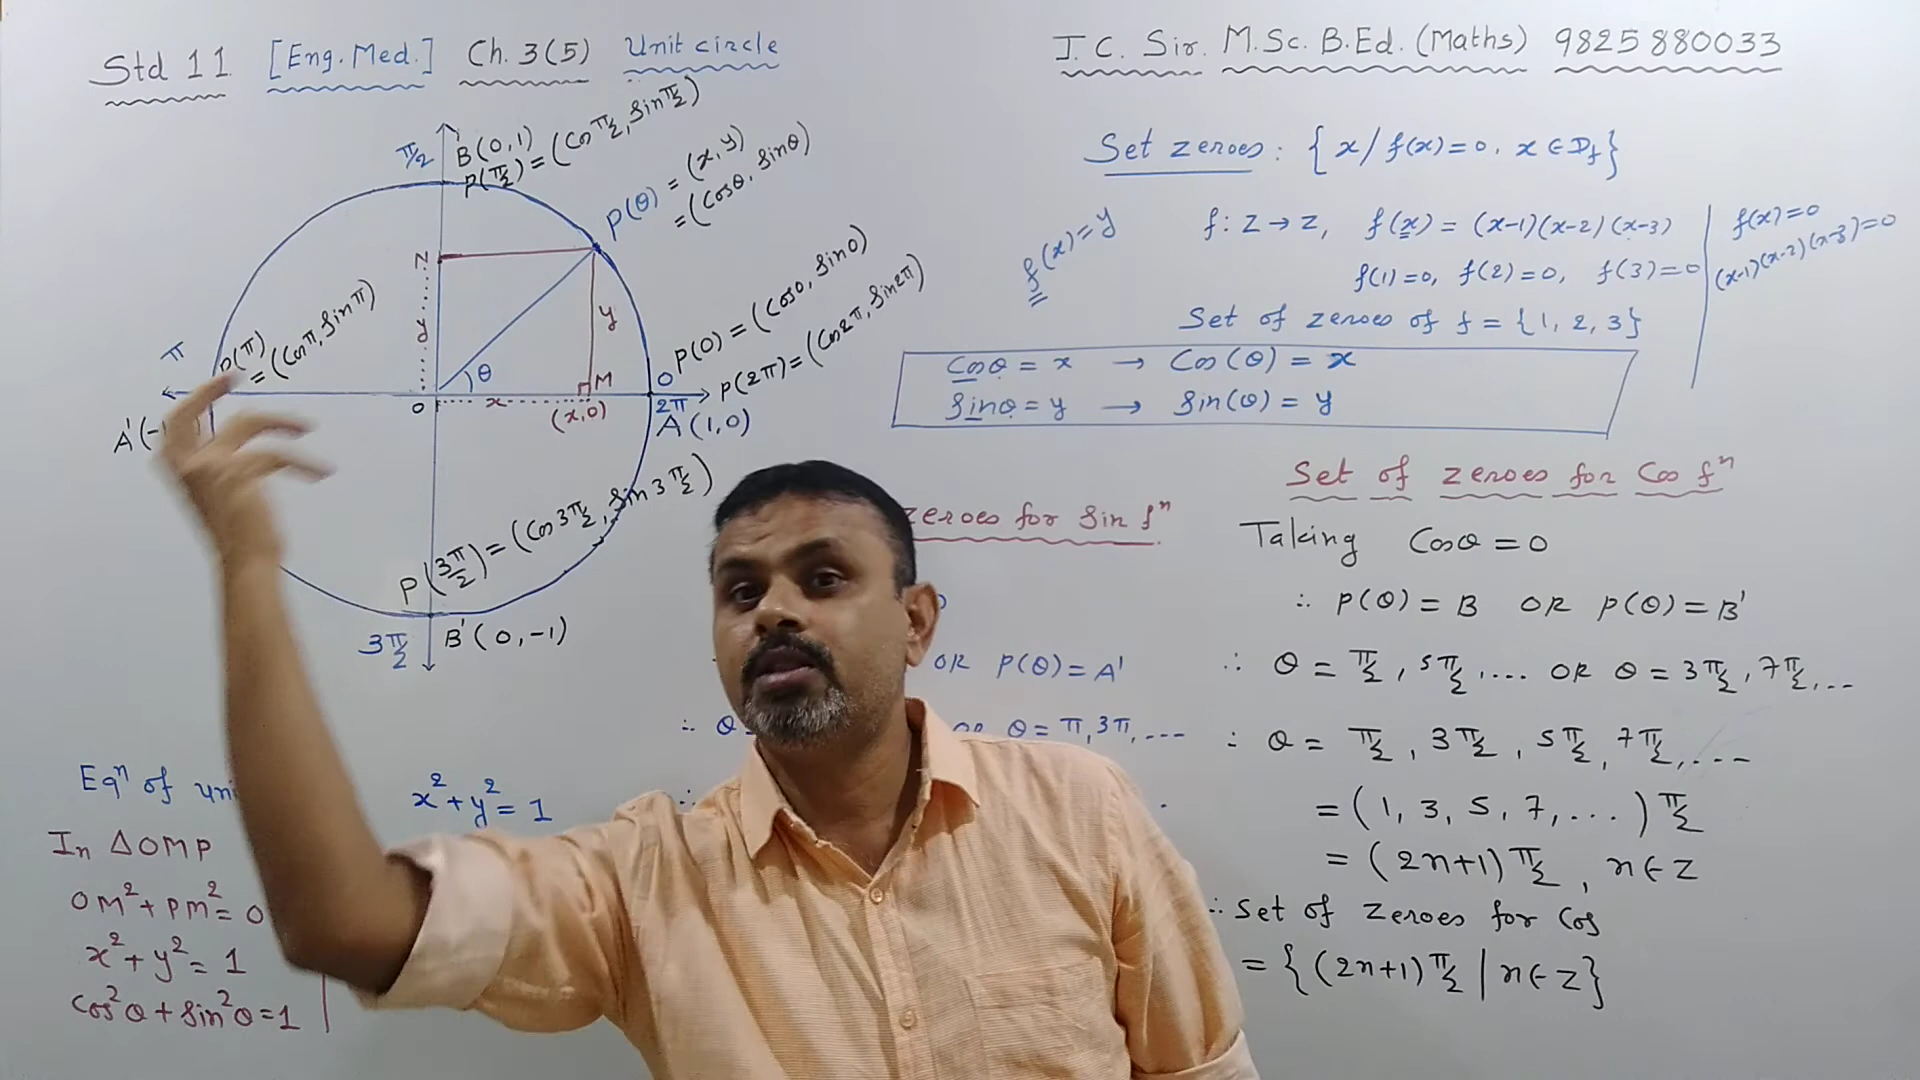 Std 11 [Eng. Med.] Ch. 3(5) Unit circle
J. C. Sir. M.Sc. B.Ed. (Maths) 9825880033
π/2
B(0,1)
P(π/2) = (Cos π/2, Sin π/2)
P(θ) = (x, y)
= (Cosθ, Sinθ)
N
y
y
θ
π
P(π)
= (Cosπ, Sinπ)
P(0) = (Cos0, Sin0)
P(2π) = (Cos2π, Sin2π)
O
x
M
(x,0)
0
2π
A(1,0)
A'(-1
P(3π/2) = (Cos 3π/2, Sin 3π/2)
3π/2
B'(0,-1)
Eqⁿ of uni
x² + y² = 1
In ΔOMP
OM² + PM² = O
x² + y² = 1
Cos²θ + Sin²θ = 1
Set zeroes: {x / f(x) = 0, x ∈ D_f}
f(x) = y
f: Z → Z, f(x) = (x-1)(x-2)(x-3)
f(1) = 0, f(2) = 0, f(3) = 0
Set of zeroes of f = {1, 2, 3}
f(x) = 0
(x-1)(x-2)(x-3) = 0
Cosθ = x → Cos(θ) = x
Sinθ = y → Sin(θ) = y
zeroes for Sin fⁿ
OR P(θ) = A'
∴ θ
OR θ = π, 3π, ---
Set of zeroes for Cos fⁿ
Taking Cosθ = 0
∴ P(θ) = B OR P(θ) = B'
∴ θ = π/2, 5π/2, .... OR θ = 3π/2, 7π/2, ...
∴ θ = π/2, 3π/2, 5π/2, 7π/2, ----
= (1, 3, 5, 7, ....) π/2
= (2n+1) π/2, n ∈ Z
∴ Set of zeroes for Cos
= {(2n+1) π/2 | n ∈ Z}